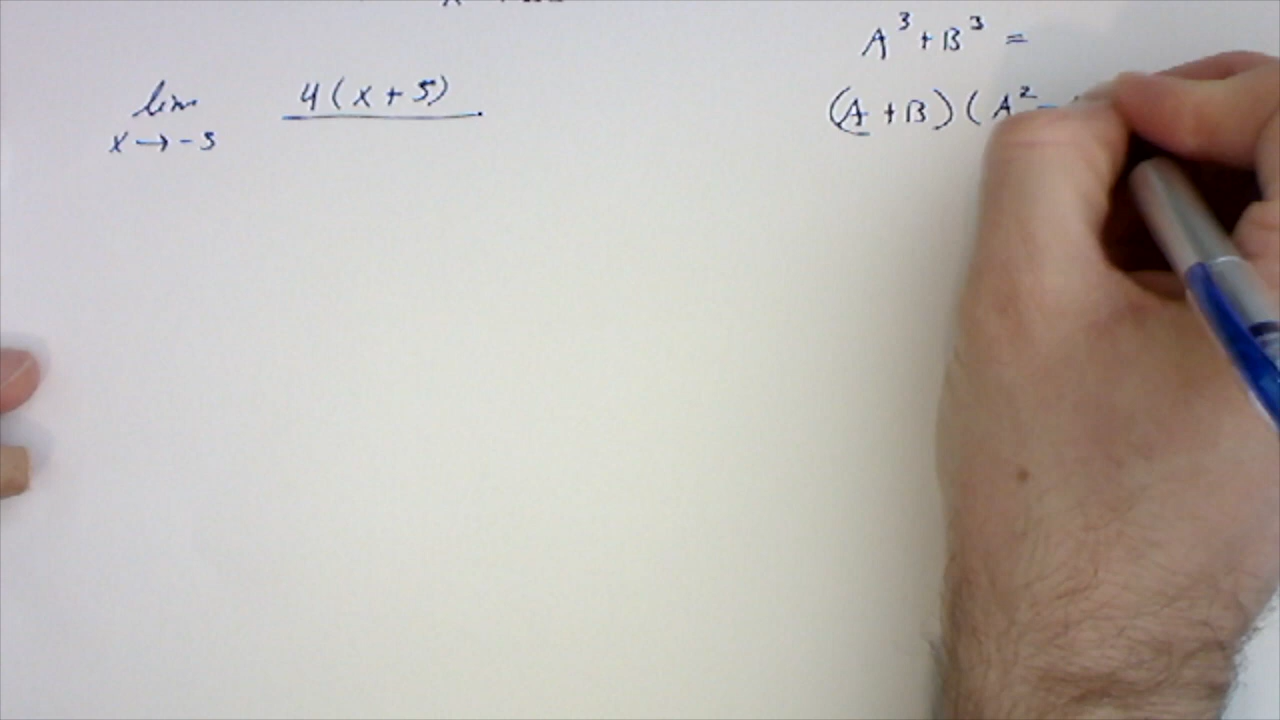 lim 4(x+5)
x→-5
A³+B³ =
(A+B)(A² -